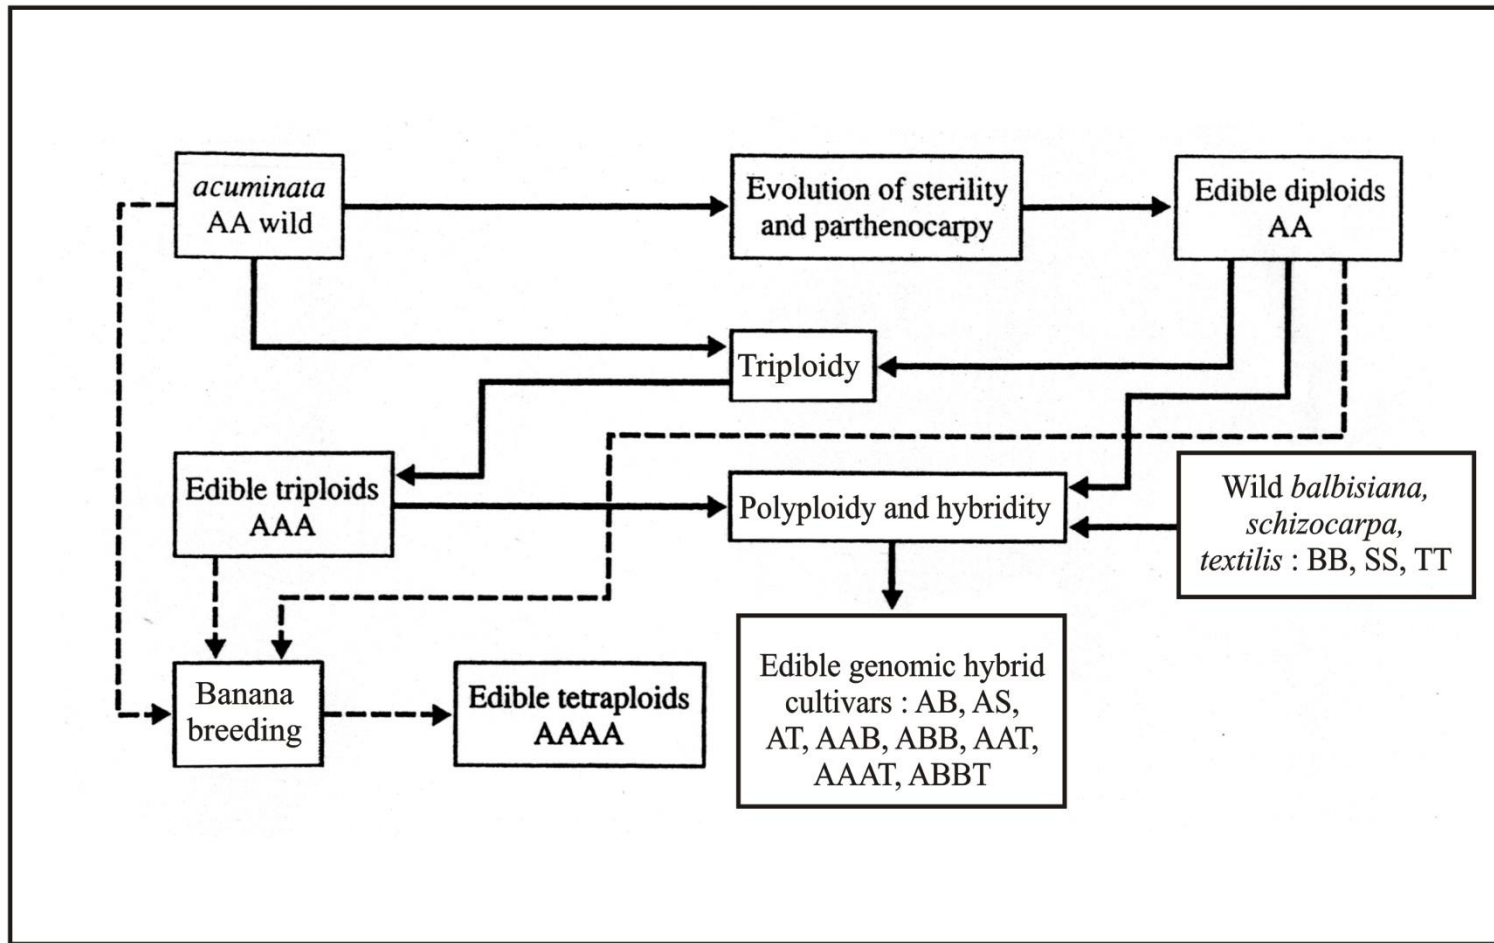 acuminata
AA wild
Evolution of sterility
and parthenocarpy
Edible diploids
AA
Triploidy
Edible triploids
AAA
Polyploidy and hybridity
Wild balbisiana,
schizocarpa,
textilis : BB, SS, TT
Banana
breeding
Edible tetraploids
AAAA
Edible genomic hybrid
cultivars : AB, AS,
AT, AAB, ABB, AAT,
AAAT, ABBT